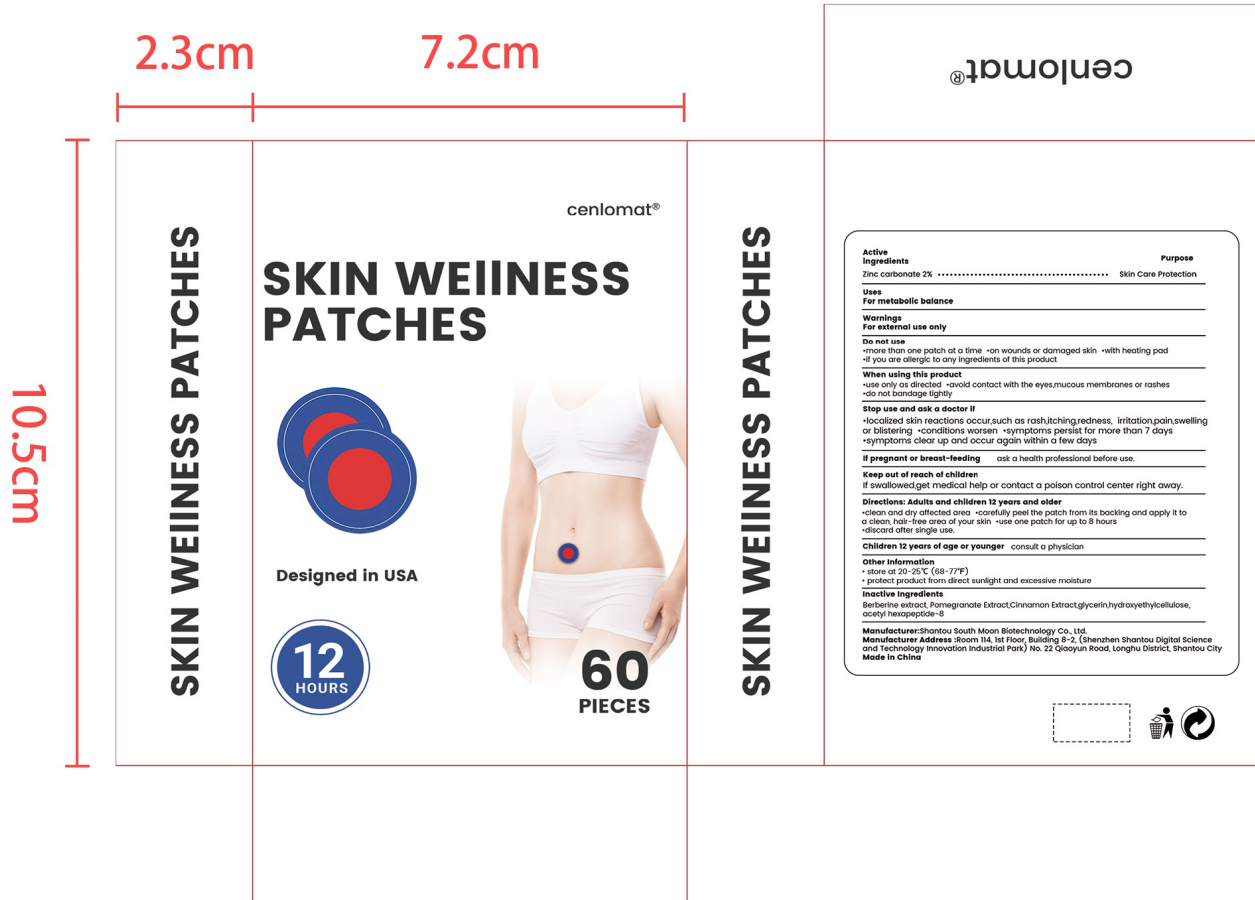 2.3cm
7.2cm
10.5cm
cenlomat®
SKIN WEllNESS PATCHES
cenlomat®
SKIN WEllNESS
PATCHES
Designed in USA
12
HOURS
60
PIECES
SKIN WEllNESS PATCHES
Active
ingredients
Purpose
Zinc carbonate 2% •••••••••••••••••••••••••••••••••••••••••• Skin Care Protection
Uses
For metabolic balance
Warnings
For external use only
Do not use
•more than one patch at a time •on wounds or damaged skin •with heating pad
•if you are allergic to any ingredients of this product
When using this product
•use only as directed •avoid contact with the eyes,mucous membranes or rashes
•do not bandage tightly
Stop use and ask a doctor if
•localized skin reactions occur,such as rash,itching,redness, irritation,pain,swelling
or blistering •conditions worsen •symptoms persist for more than 7 days
•symptoms clear up and occur again within a few days
If pregnant or breast-feeding ask a health professional before use.
Keep out of reach of children
If swallowed,get medical help or contact a poison control center right away.
Directions: Adults and children 12 years and older
•clean and dry affected area •carefully peel the patch from its backing and apply it to
a clean, hair-free area of your skin •use one patch for up to 8 hours
•discard after single use.
Children 12 years of age or younger consult a physician
Other Information
• store at 20-25℃ (68-77℉)
• protect product from direct sunlight and excessive moisture
Inactive Ingredients
Berberine extract, Pomegranate Extract,Cinnamon Extract,glycerin,hydroxyethylcellulose,
acetyl hexapeptide-8
Manufacturer:Shantou South Moon Biotechnology Co., Ltd.
Manufacturer Address :Room 114, 1st Floor, Building 8-2, (Shenzhen Shantou Digital Science
and Technology Innovation Industrial Park) No. 22 Qiaoyun Road, Longhu District, Shantou City
Made in China